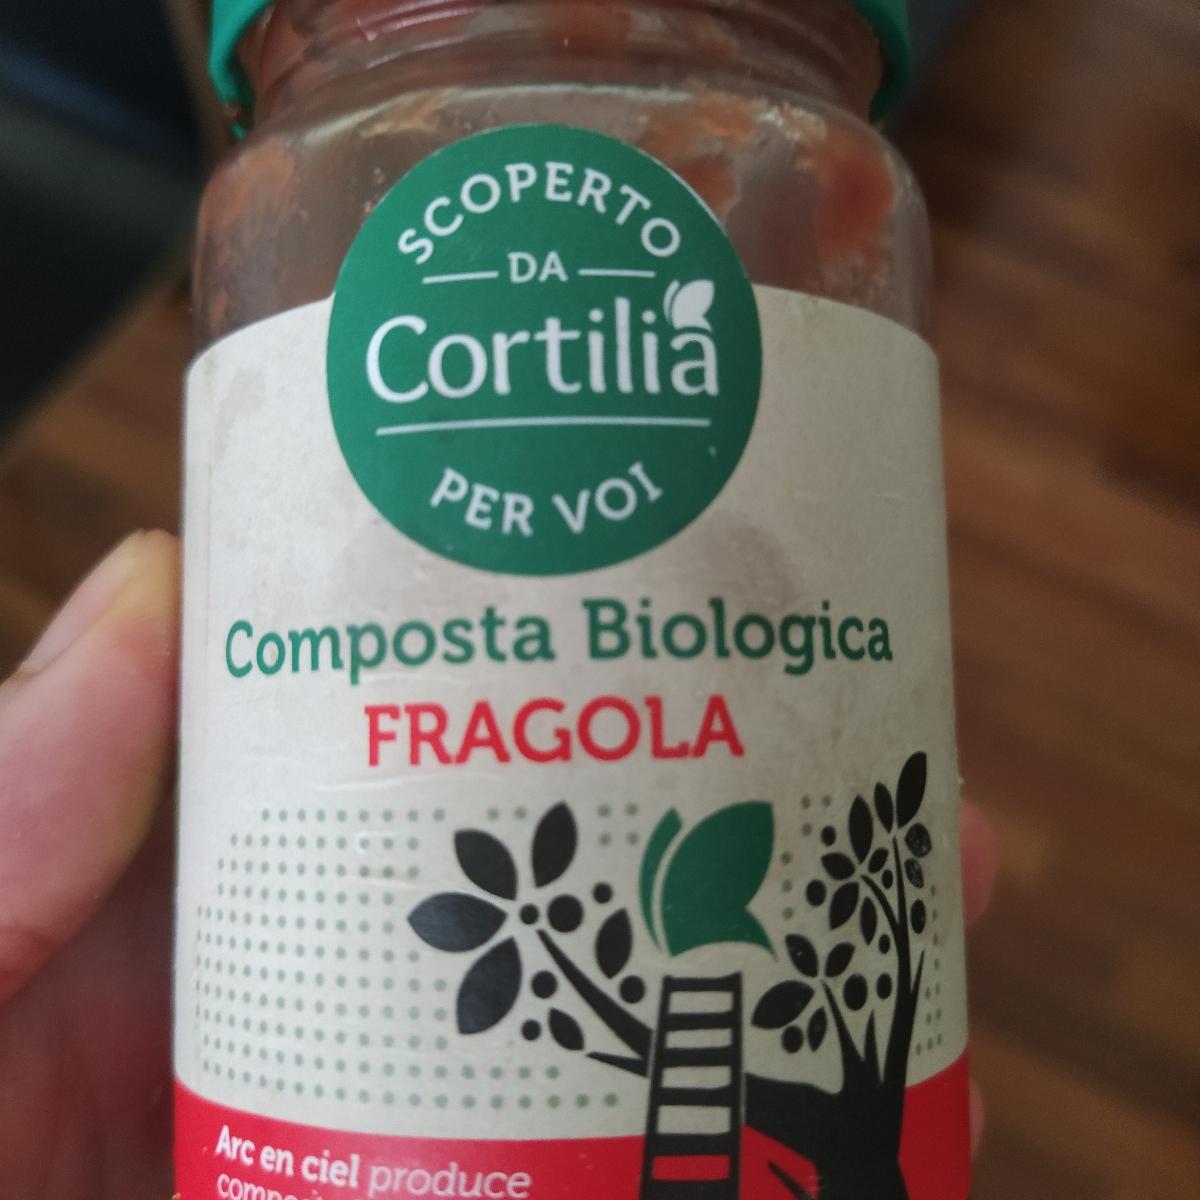 SCOPERTO
DA
Cortilia
PER VOI
Composta Biologica
FRAGOLA
Arc en ciel produce